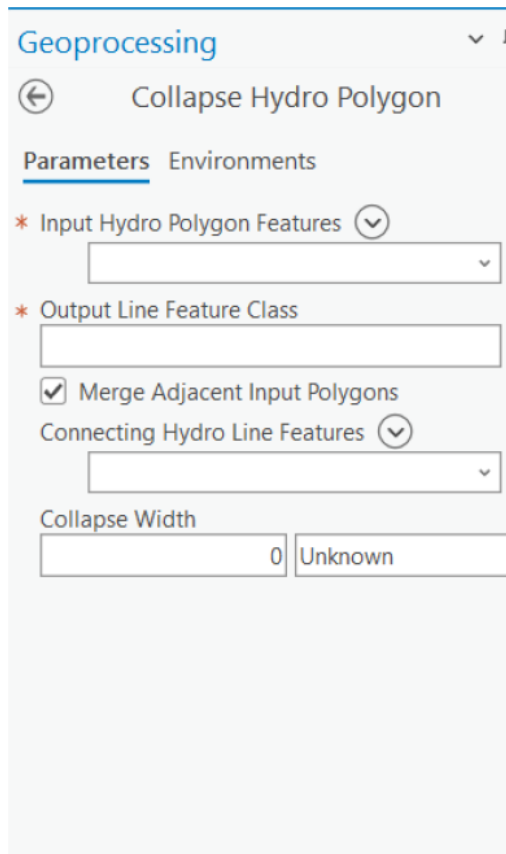 Geoprocessing
Collapse Hydro Polygon
Parameters Environments
* Input Hydro Polygon Features
* Output Line Feature Class
Merge Adjacent Input Polygons
Connecting Hydro Line Features
Collapse Width
0 Unknown